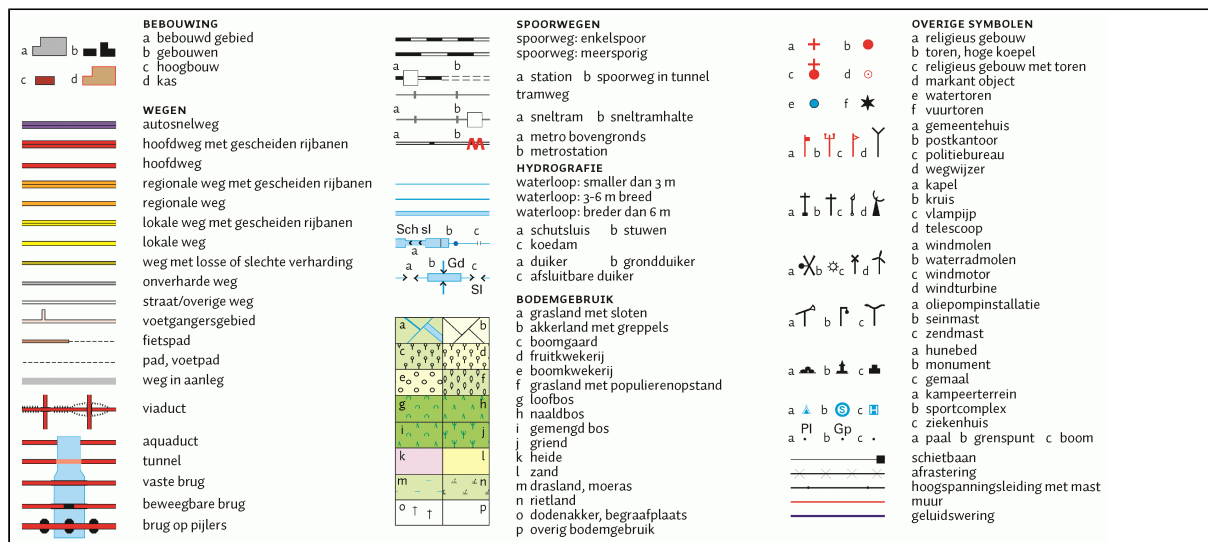 BEBOUWING
a bebouwd gebied
a b
b gebouwen
c hoogbouw
c d
d kas
WEGEN
autosnelweg
hoofdweg met gescheiden rijbanen
hoofdweg
regionale weg met gescheiden rijbanen
regionale weg
lokale weg met gescheiden rijbanen
lokale weg
weg met losse of slechte verharding
onverharde weg
straat/overige weg
voetgangersgebied
fietspad
pad, voetpad
weg in aanleg
viaduct
aquaduct
tunnel
vaste brug
beweegbare brug
brug op pijlers
SPOORWEGEN
spoorweg: enkelspoor
spoorweg: meersporig
a b
a station b spoorweg in tunnel
tramweg
a b
a sneltram b sneltramhalte
a b
a metro bovengronds
b metrostation
HYDROGRAFIE
waterloop: smaller dan 3 m
waterloop: 3-6 m breed
waterloop: breder dan 6 m
Sch sl b c
a
a schutsluis b stuwen
c koedam
a b Gd c
Sl
a duiker b grondduiker
c afsluitbare duiker
BODEMGEBRUIK
a b
c d
e f
g h
i j
k l
m n
o p
a grasland met sloten
b akkerland met greppels
c boomgaard
d fruitkwekerij
e boomkwekerij
f grasland met populierenopstand
g loofbos
h naaldbos
i gemengd bos
j griend
k heide
l zand
m drasland, moeras
n rietland
o dodenakker, begraafplaats
p overig bodemgebruik
OVERIGE SYMBOLEN
a b
c d
e f
a religieus gebouw
b toren, hoge koepel
c religieus gebouw met toren
d markant object
e watertoren
f vuurtoren
a b c d
a gemeentehuis
b postkantoor
c politiebureau
d wegwijzer
a b c d
a kapel
b kruis
c vlampijp
d telescoop
a b c d
a windmolen
b waterradmolen
c windmotor
d windturbine
a b c
a oliepompinstallatie
b seinmast
c zendmast
a b c
a hunebed
b monument
c gemaal
a b S c H
a kampeerterrein
b sportcomplex
c ziekenhuis
Pl Gp
a b c
a paal b grenspunt c boom
schietbaan
afrastering
hoogspanningsleiding met mast
muur
geluidswering